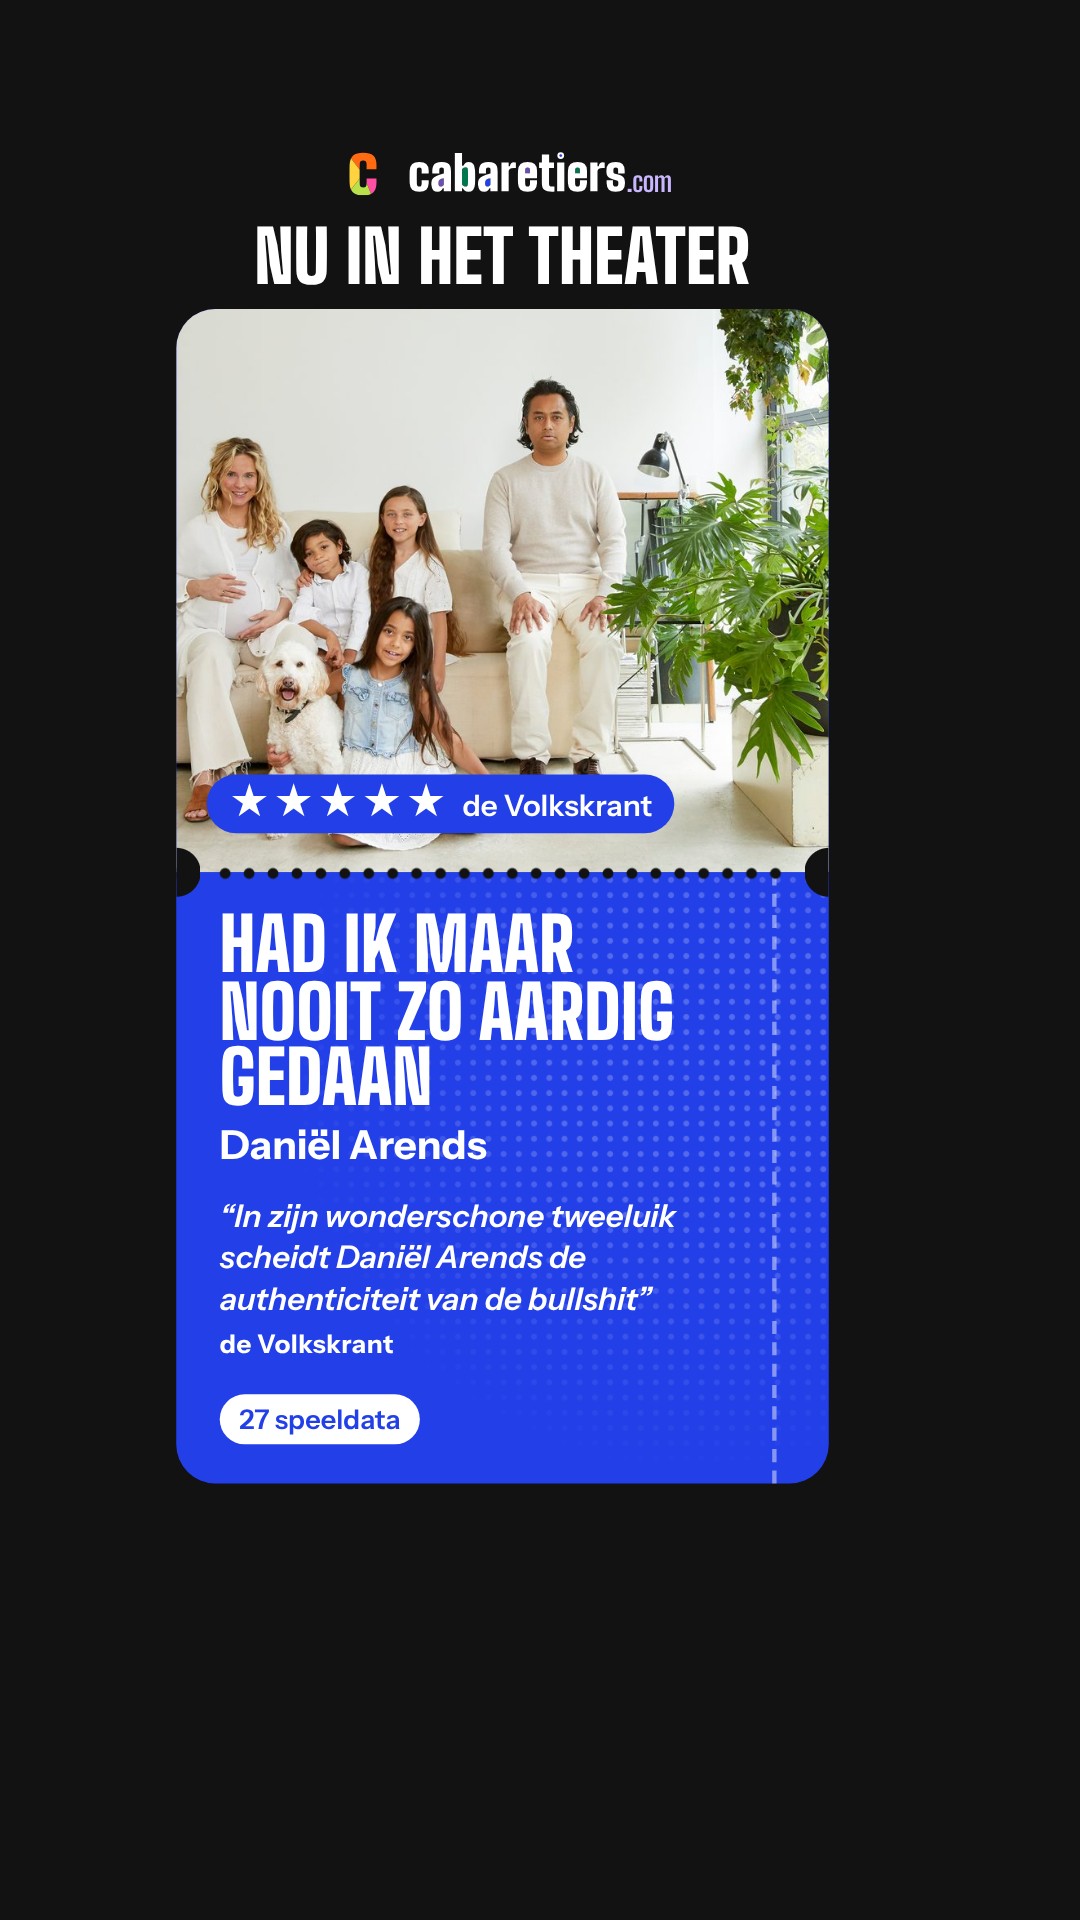 cabaretiers.com
NU IN HET THEATER
★★★★★ de Volkskrant
HAD IK MAAR
NOOIT ZO AARDIG
GEDAAN
Daniël Arends
“In zijn wonderschone tweeluik
scheidt Daniël Arends de
authenticiteit van de bullshit”
de Volkskrant
27 speeldata